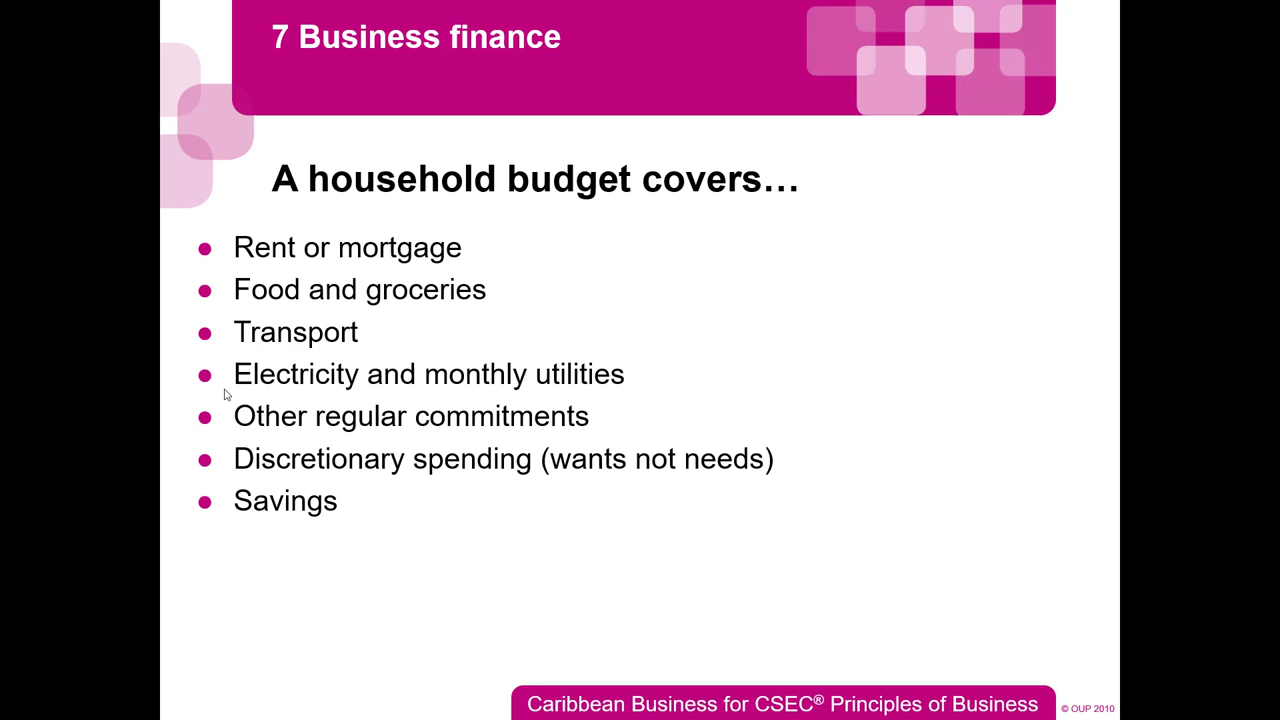 7 Business finance
A household budget covers…
Rent or mortgage
Food and groceries
Transport
Electricity and monthly utilities
Other regular commitments
Discretionary spending (wants not needs)
Savings
Caribbean Business for CSEC® Principles of Business
© OUP 2010